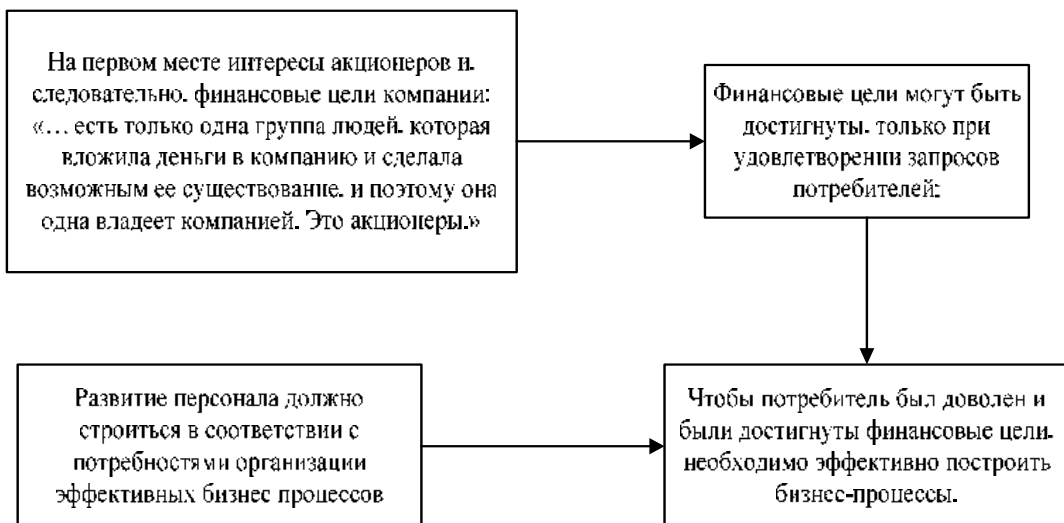 На первом месте интересы акционеров и.
следовательно. финансовые цели компании:
«… есть только одна группа людей. которая
вложила деньги в компанию и сделала
возможным ее существование. и поэтому она
одна владеет компанией. Это акционеры.»
Финансовые цели могут быть
достигнуты. только при
удовлетворении запросов
потребителей:
Развитие персонала должно
строиться в соответствии с
потребностями организации
эффективных бизнес процессов
Чтобы потребитель был доволен и
были достигнуты финансовые цели.
необходимо эффективно построить
бизнес-процессы.